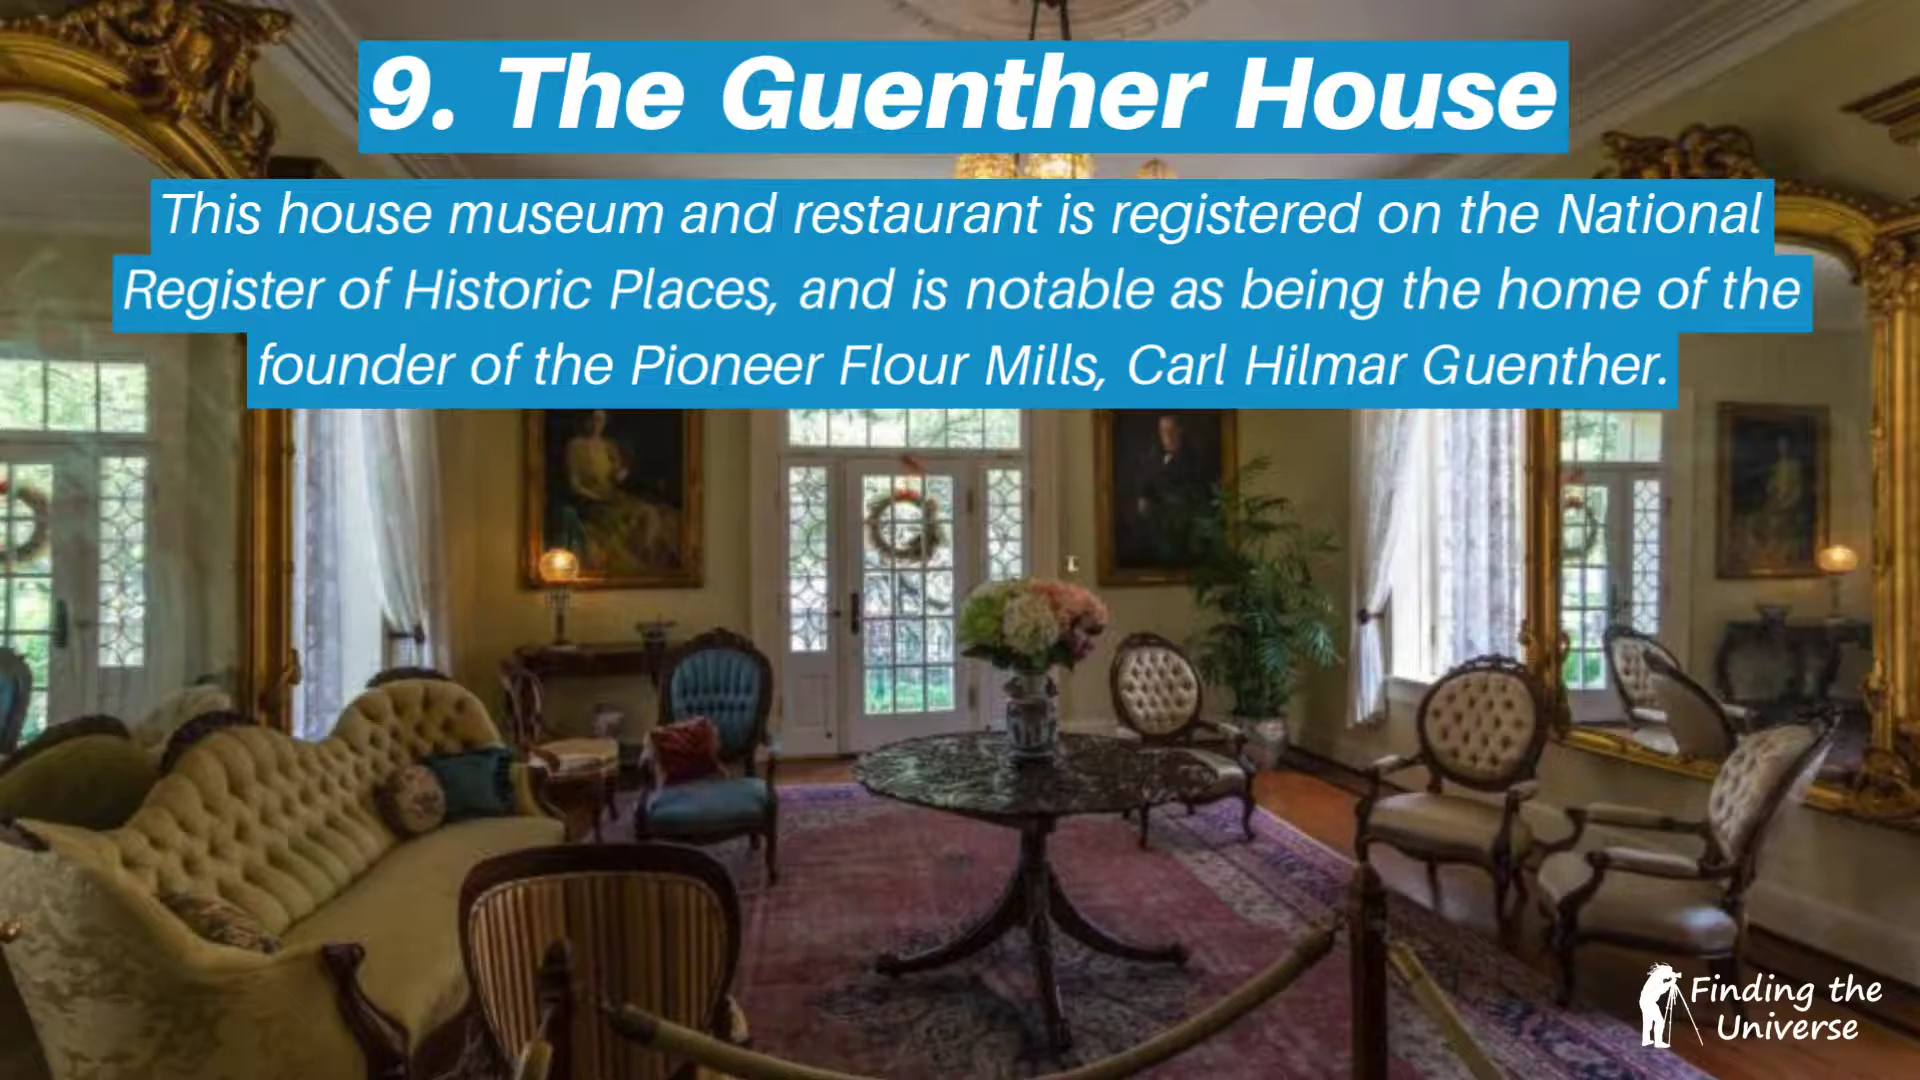 9. The Guenther House
This house museum and restaurant is registered on the National
Register of Historic Places, and is notable as being the home of the
founder of the Pioneer Flour Mills, Carl Hilmar Guenther.
Finding the
Universe